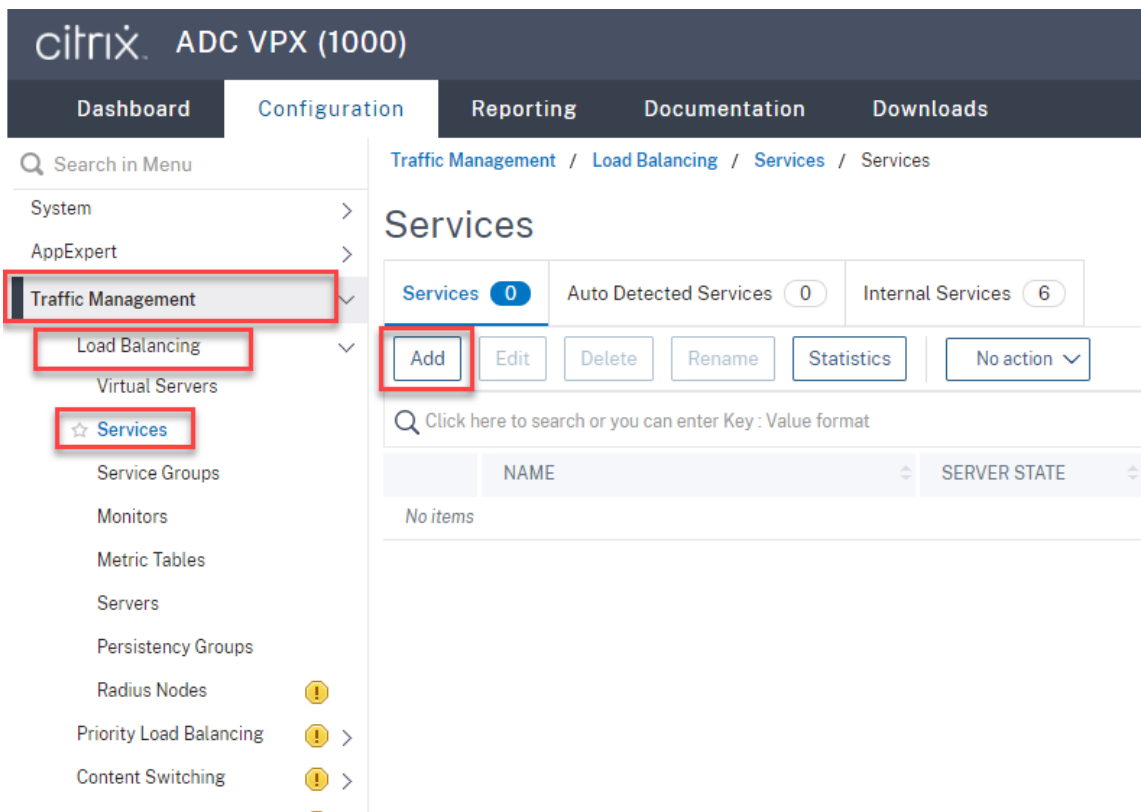 citrix ADC VPX (1000)
Dashboard Configuration Reporting Documentation Downloads
Search in Menu
System
AppExpert
Traffic Management
Load Balancing
Virtual Servers
Services
Service Groups
Monitors
Metric Tables
Servers
Persistency Groups
Radius Nodes
Priority Load Balancing
Content Switching
Traffic Management / Load Balancing / Services / Services
Services
Services 0 Auto Detected Services 0 Internal Services 6
Add Edit Delete Rename Statistics No action
Click here to search or you can enter Key : Value format
NAME SERVER STATE
No items